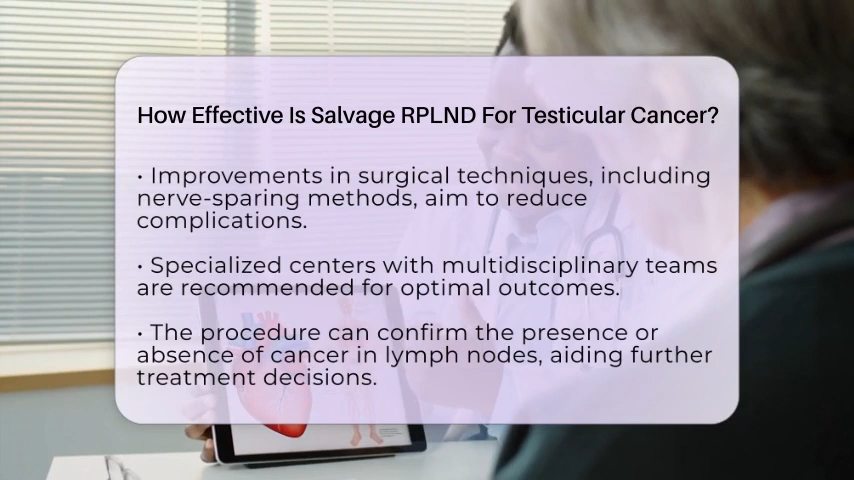 How Effective Is Salvage RPLND For Testicular Cancer?
• Improvements in surgical techniques, including
nerve-sparing methods, aim to reduce
complications.
• Specialized centers with multidisciplinary teams
are recommended for optimal outcomes.
• The procedure can confirm the presence or
absence of cancer in lymph nodes, aiding further
treatment decisions.